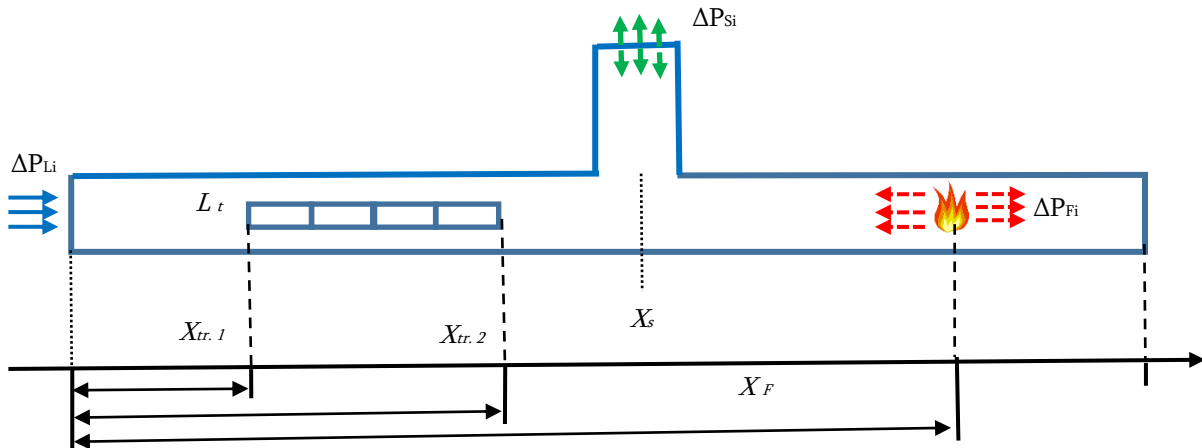 ΔPSi
ΔPLi
L t
ΔPFi
Xtr. 1
Xtr. 2
Xs
X F